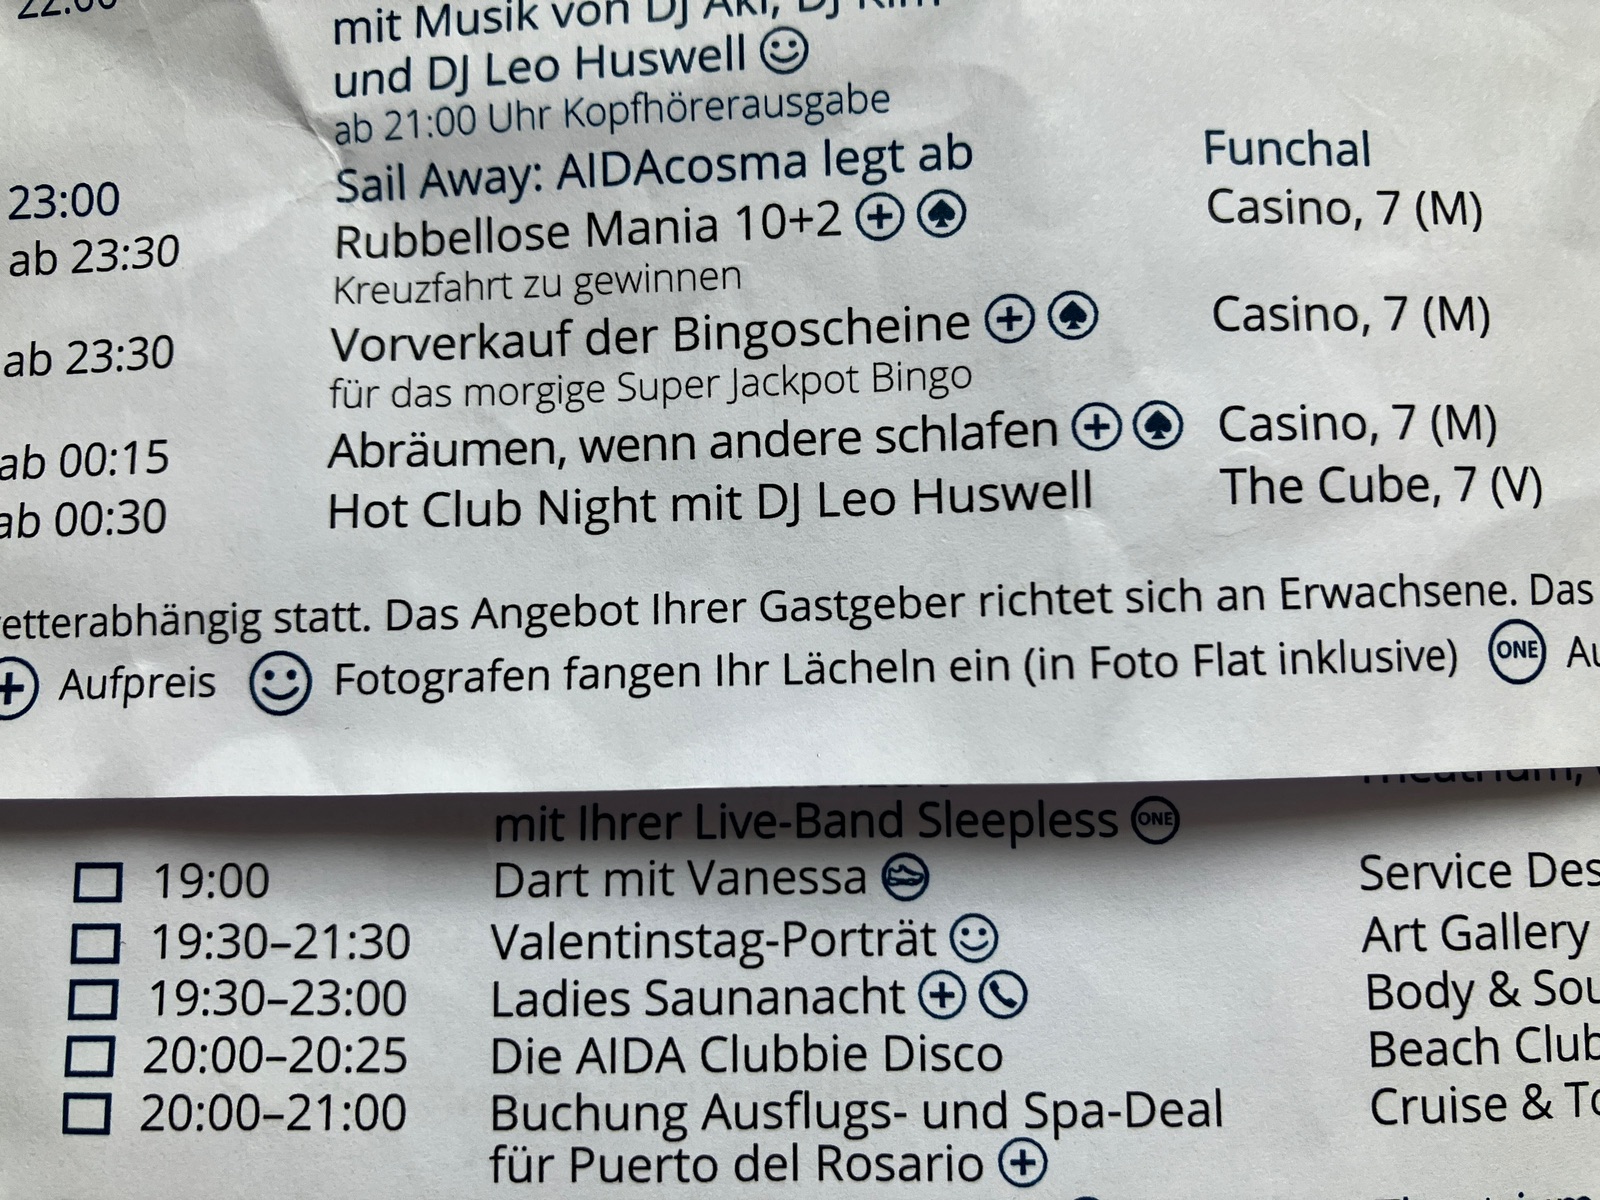 22:00
mit Musik von DJ Aki, DJ Kim
und DJ Leo Huswell
ab 21:00 Uhr Kopfhörerausgabe
23:00 Sail Away: AIDAcosma legt ab Funchal
ab 23:30 Rubbellose Mania 10+2 Casino, 7 (M)
Kreuzfahrt zu gewinnen
ab 23:30 Vorverkauf der Bingoscheine Casino, 7 (M)
für das morgige Super Jackpot Bingo
ab 00:15 Abräumen, wenn andere schlafen Casino, 7 (M)
ab 00:30 Hot Club Night mit DJ Leo Huswell The Cube, 7 (V)
etterabhängig statt. Das Angebot Ihrer Gastgeber richtet sich an Erwachsene. Das
+ Aufpreis Fotografen fangen Ihr Lächeln ein (in Foto Flat inklusive) ONE Au
mit Ihrer Live-Band Sleepless ONE
19:00 Dart mit Vanessa Service Des
19:30–21:30 Valentinstag-Porträt Art Gallery
19:30–23:00 Ladies Saunanacht Body & Sou
20:00–20:25 Die AIDA Clubbie Disco Beach Club
20:00–21:00 Buchung Ausflugs- und Spa-Deal Cruise & To
für Puerto del Rosario